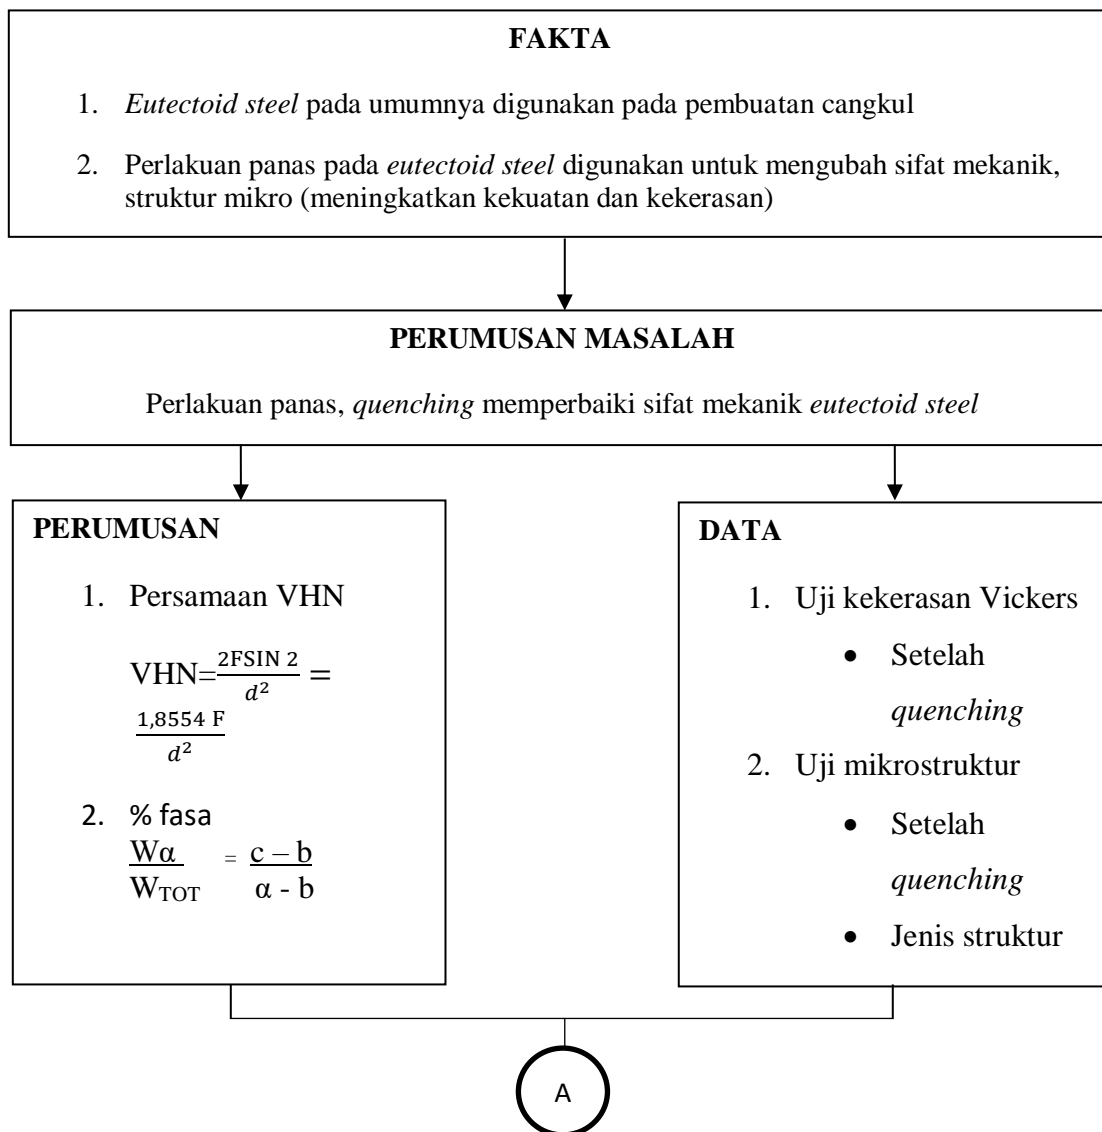 FAKTA
1. Eutectoid steel pada umumnya digunakan pada pembuatan cangkul
2. Perlakuan panas pada eutectoid steel digunakan untuk mengubah sifat mekanik,
struktur mikro (meningkatkan kekuatan dan kekerasan)
PERUMUSAN MASALAH
Perlakuan panas, quenching memperbaiki sifat mekanik eutectoid steel
PERUMUSAN
1. Persamaan VHN
VHN=2FSIN 2/d² =
1,8554 F/d²
2. % fasa
Wα/W_TOT = c – b/α - b
DATA
1. Uji kekerasan Vickers
• Setelah
quenching
2. Uji mikrostruktur
• Setelah
quenching
• Jenis struktur
A